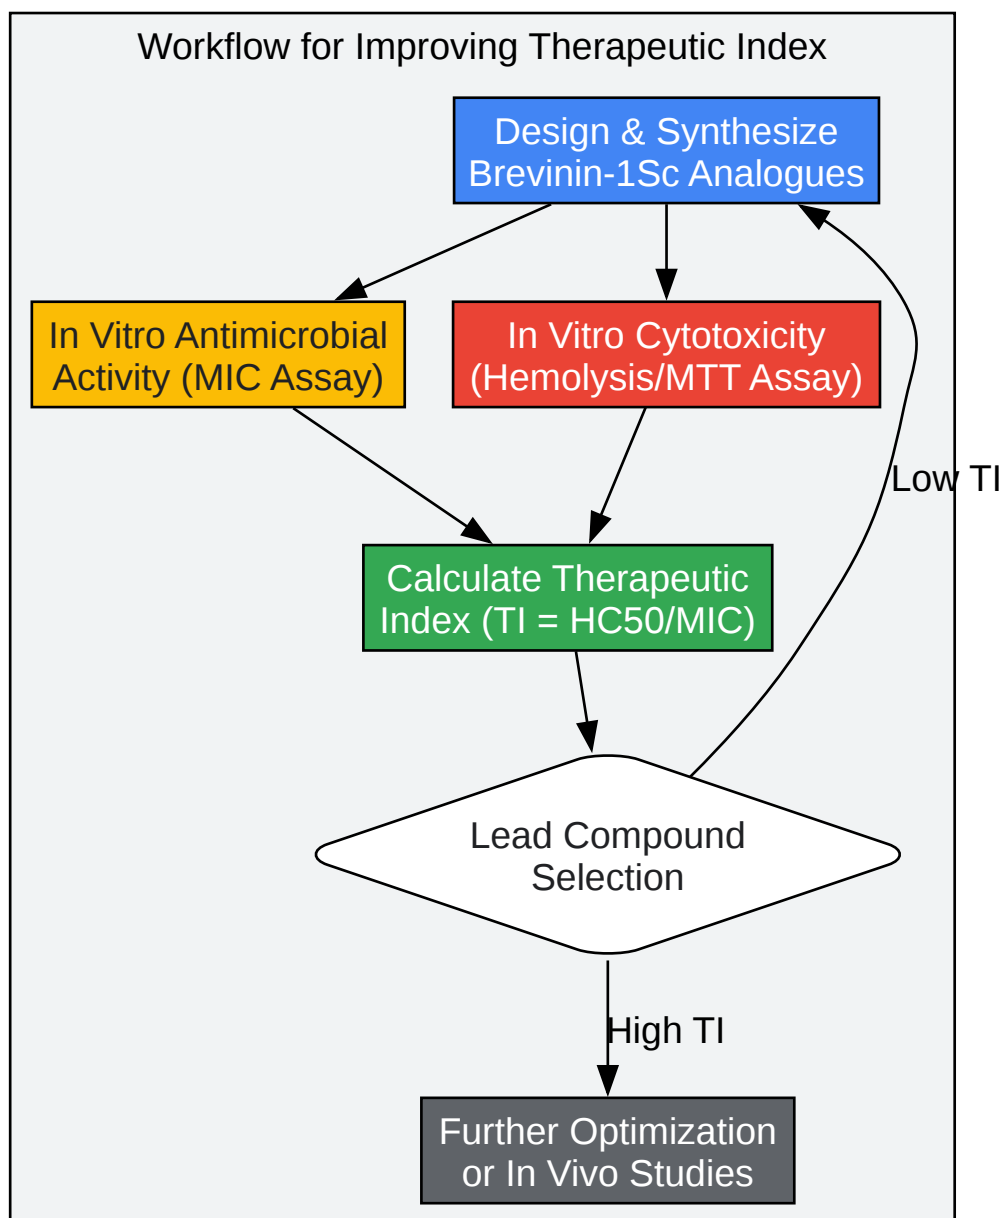 Workflow for Improving Therapeutic Index
Design & Synthesize
Brevinin-1Sc Analogues
In Vitro Antimicrobial
Activity (MIC Assay)
In Vitro Cytotoxicity
(Hemolysis/MTT Assay)
Low TI
Calculate Therapeutic
Index (TI = HC50/MIC)
Lead Compound
Selection
High TI
Further Optimization
or In Vivo Studies